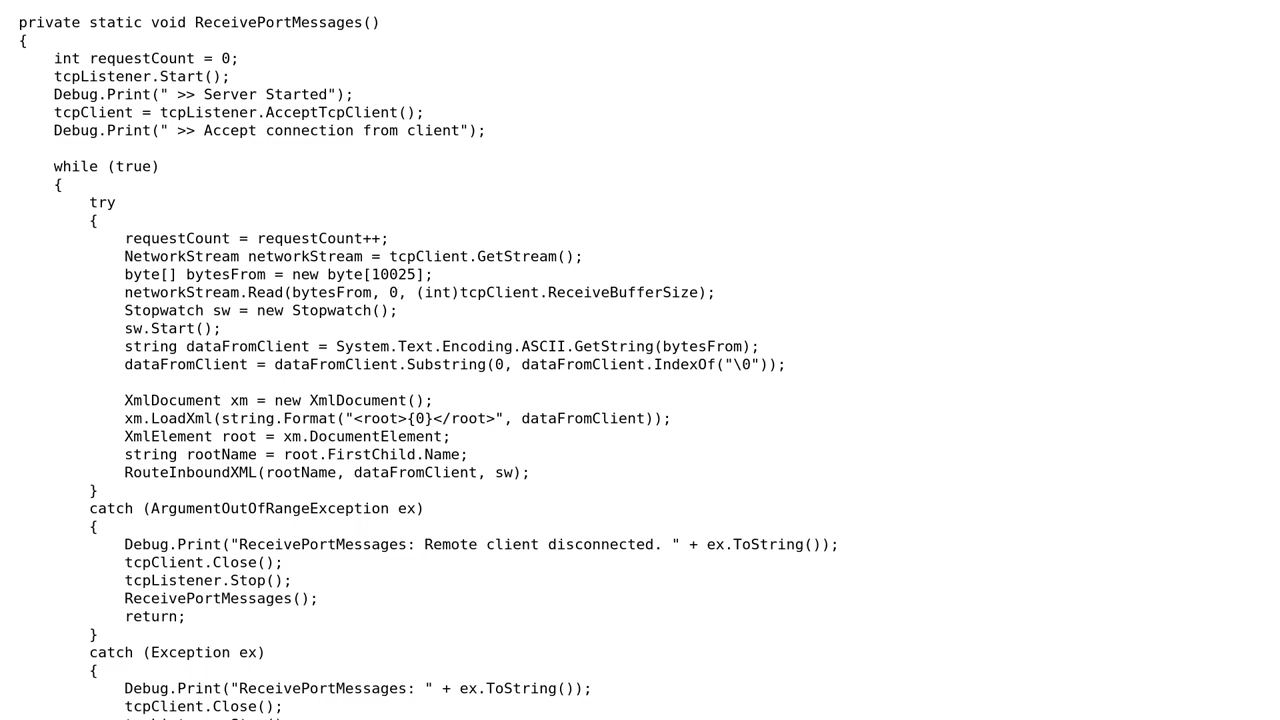 private static void ReceivePortMessages()
{
    int requestCount = 0;
    tcpListener.Start();
    Debug.Print(" >> Server Started");
    tcpClient = tcpListener.AcceptTcpClient();
    Debug.Print(" >> Accept connection from client");

    while (true)
    {
        try
        {
            requestCount = requestCount++;
            NetworkStream networkStream = tcpClient.GetStream();
            byte[] bytesFrom = new byte[10025];
            networkStream.Read(bytesFrom, 0, (int)tcpClient.ReceiveBufferSize);
            Stopwatch sw = new Stopwatch();
            sw.Start();
            string dataFromClient = System.Text.Encoding.ASCII.GetString(bytesFrom);
            dataFromClient = dataFromClient.Substring(0, dataFromClient.IndexOf("\0"));

            XmlDocument xm = new XmlDocument();
            xm.LoadXml(string.Format("<root>{0}</root>", dataFromClient));
            XmlElement root = xm.DocumentElement;
            string rootName = root.FirstChild.Name;
            RouteInboundXML(rootName, dataFromClient, sw);
        }
        catch (ArgumentOutOfRangeException ex)
        {
            Debug.Print("ReceivePortMessages: Remote client disconnected. " + ex.ToString());
            tcpClient.Close();
            tcpListener.Stop();
            ReceivePortMessages();
            return;
        }
        catch (Exception ex)
        {
            Debug.Print("ReceivePortMessages: " + ex.ToString());
            tcpClient.Close();